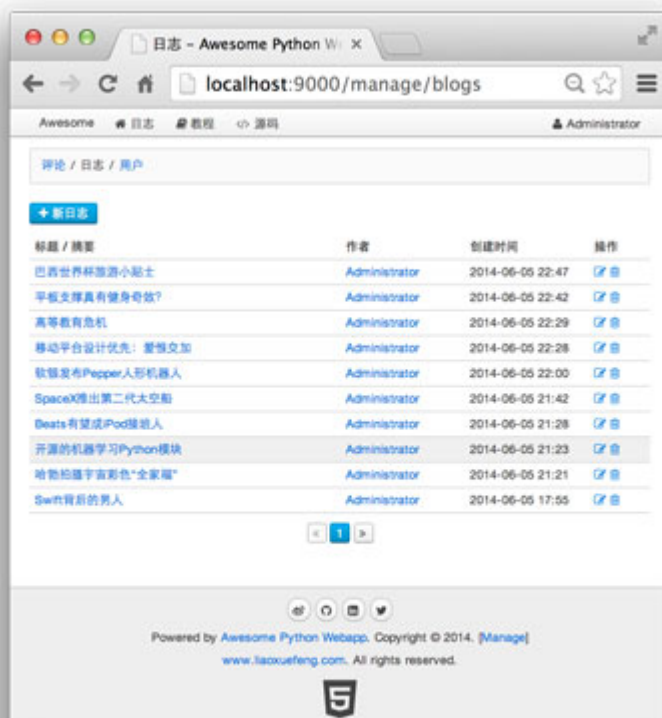 日志 - Awesome Python W
localhost:9000/manage/blogs
Awesome 日志 教程 源码 Administrator
评论 / 日志 / 用户
+ 新日志
标题 / 摘要 作者 创建时间 操作
巴西世界杯旅游小贴士 Administrator 2014-06-05 22:47
平板支撑真有健身奇效? Administrator 2014-06-05 22:42
高等教育危机 Administrator 2014-06-05 22:29
移动平台设计优先：爱恨交加 Administrator 2014-06-05 22:28
软银发布Pepper人形机器人 Administrator 2014-06-05 22:00
SpaceX推出第二代太空船 Administrator 2014-06-05 21:42
Beats有望成iPod接班人 Administrator 2014-06-05 21:28
开源的机器学习Python模块 Administrator 2014-06-05 21:23
哈勃拍摄宇宙彩色"全家福" Administrator 2014-06-05 21:21
Swift背后的男人 Administrator 2014-06-05 17:55
« 1 »
Powered by Awesome Python Webapp. Copyright © 2014. [Manage]
www.liaoxuefeng.com. All rights reserved.
5